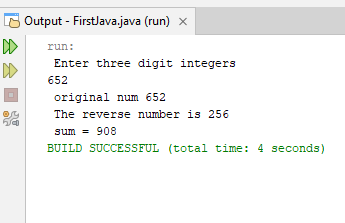 Output - FirstJava.java (run) ×
run:
Enter three digit integers
652
original num 652
The reverse number is 256
sum = 908
BUILD SUCCESSFUL (total time: 4 seconds)